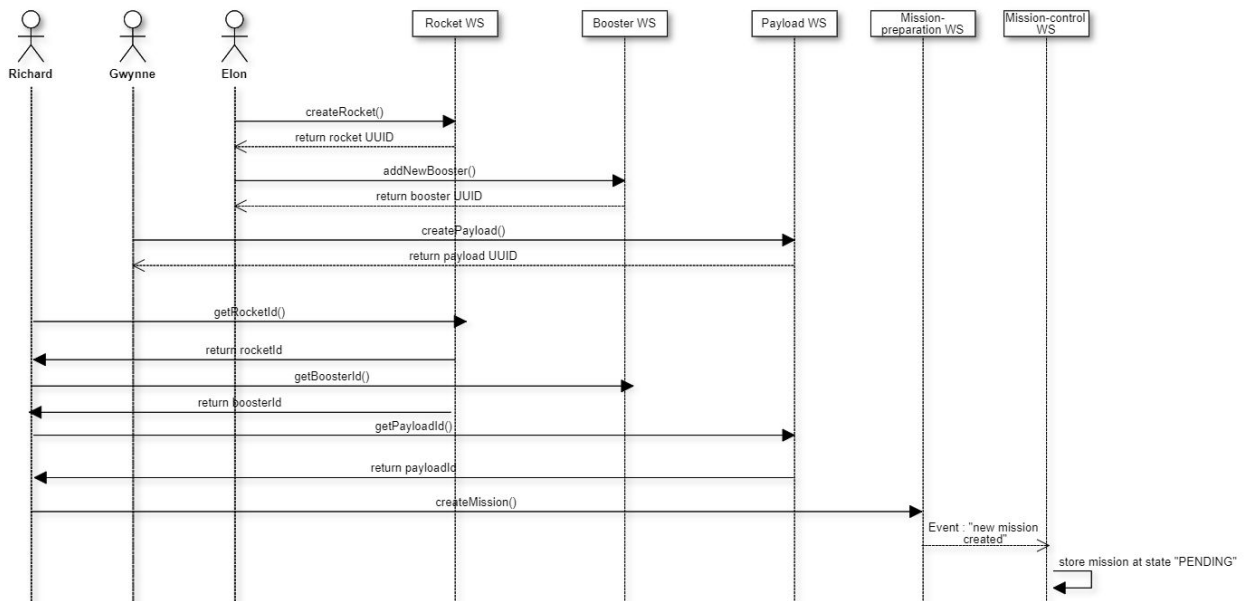 Richard
Gwynne
Elon
Rocket WS
Booster WS
Payload WS
Mission-
preparation WS
Mission-control
WS
createRocket()
return rocket UUID
addNewBooster()
return booster UUID
createPayload()
return payload UUID
getRocketId()
return rocketId
getBoosterId()
return boosterId
getPayloadId()
return payloadId
createMission()
Event : "new mission
created"
store mission at state "PENDING"